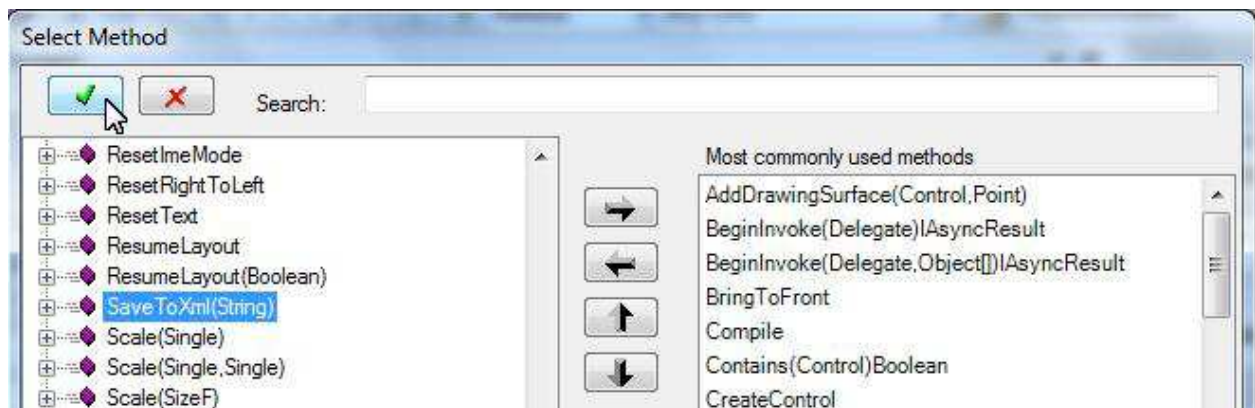 Select Method
Search:
ResetImeMode
ResetRightToLeft
ResetText
ResumeLayout
ResumeLayout(Boolean)
SaveToXml(String)
Scale(Single)
Scale(Single,Single)
Scale(SizeF)
Most commonly used methods
AddDrawingSurface(Control,Point)
BeginInvoke(Delegate)IAsyncResult
BeginInvoke(Delegate,Object[])IAsyncResult
BringToFront
Compile
Contains(Control)Boolean
CreateControl